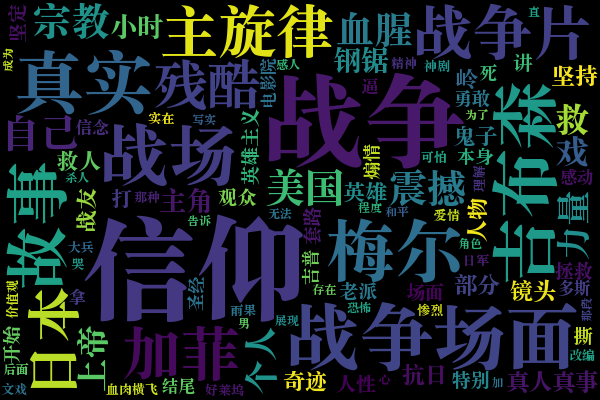 坚定
宗教
小时
主旋律
血腥
战争片
直
成为
真实
残酷
电影院
感人
钢锯
精神
神剧
讲
死
坚持
逼
岭
勇敢
战争
吉布森
自己
信念
实在
写实
救
战场
英雄主义
鬼子
为了
救人
杀人
煽情
可怕
本身
戏
故事
战友
打
那种
主角
观众
美国
英雄
震撼
理解
感动
力量
告诉
无法
套路
程度
和平
爱情
人物
信仰
梅尔
角色
大兵
哭
日军
拯救
吉普
圣经
存在
老派
场面
部分
多斯
价值观
拿
日本
上帝
雨果
男
展现
恐怖
惨烈
镜头
那段
开始
加菲
个人
战争场面
撕
改编
后面
文戏
血肉横飞
结尾
好莱坞
奇迹
人性
心
抗日
特别
加
真人真事